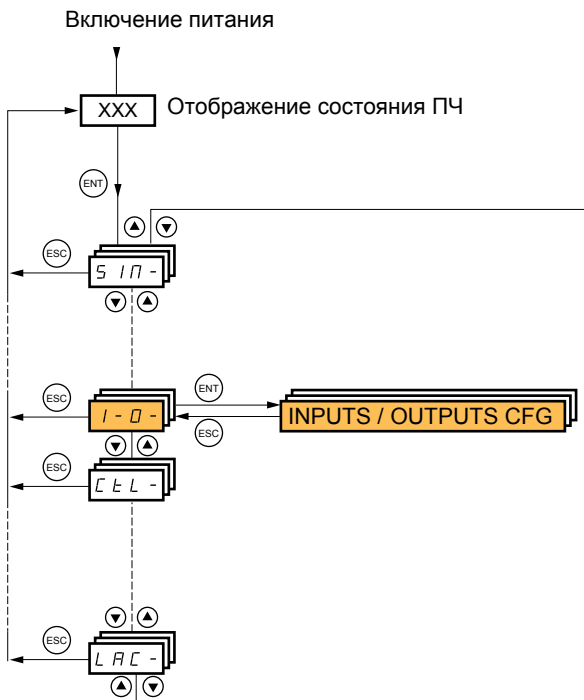 Включение питания
XXX
Отображение состояния ПЧ
ENT
ESC
SIM-
ESC
I-O-
ENT
ESC
INPUTS / OUTPUTS CFG
ESC
CtL-
ESC
LAC-